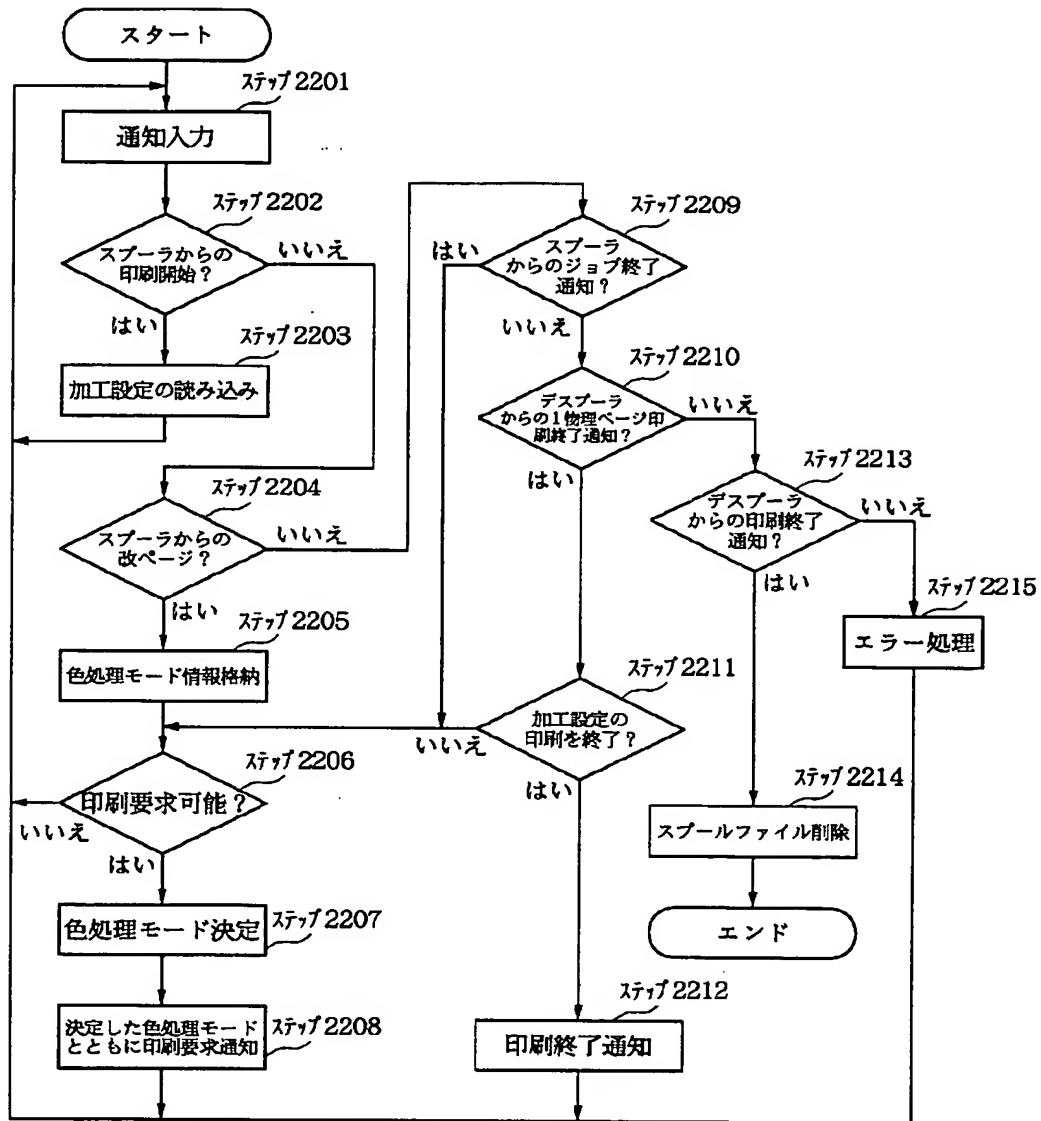 スタート
ステップ2201
通知入力
ステップ2202
スプーラからの
印刷開始?
いいえ
はい
ステップ2203
加工設定の読み込み
ステップ2204
スプーラからの
改ページ?
いいえ
はい
ステップ2205
色処理モード情報格納
ステップ2206
印刷要求可能?
いいえ
はい
色処理モード決定
ステップ2207
決定した色処理モード
とともに印刷要求通知
ステップ2208
ステップ2209
スプーラ
からのジョブ終了
通知?
はい
いいえ
ステップ2210
デスプーラ
からの1物理ページ印
刷終了通知?
いいえ
はい
ステップ2211
加工設定の
印刷を終了?
いいえ
はい
ステップ2212
印刷終了通知
ステップ2213
デスプーラ
からの印刷終了
通知?
いいえ
はい
ステップ2214
スプールファイル削除
エンド
ステップ2215
エラー処理